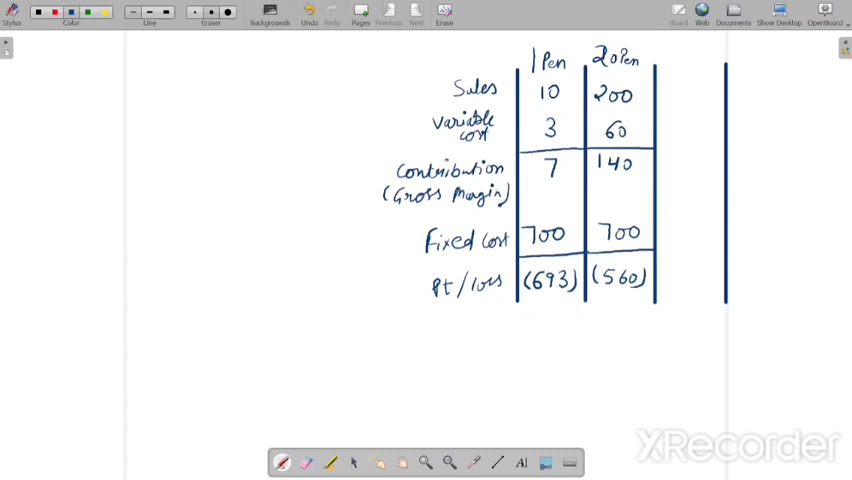 Stylus
Color
Line
Eraser
Backgrounds
Undo
Redo
Pages
Previous
Next
Erase
Board
Web
Documents
Show Desktop
OpenBoard
1 Pen 20 Pen
Sales 10 200
Variable cost 3 60
Contribution 7 140
(Gross Margin)
Fixed cost 700 700
Pt/loss (693) (560)
XRecorder